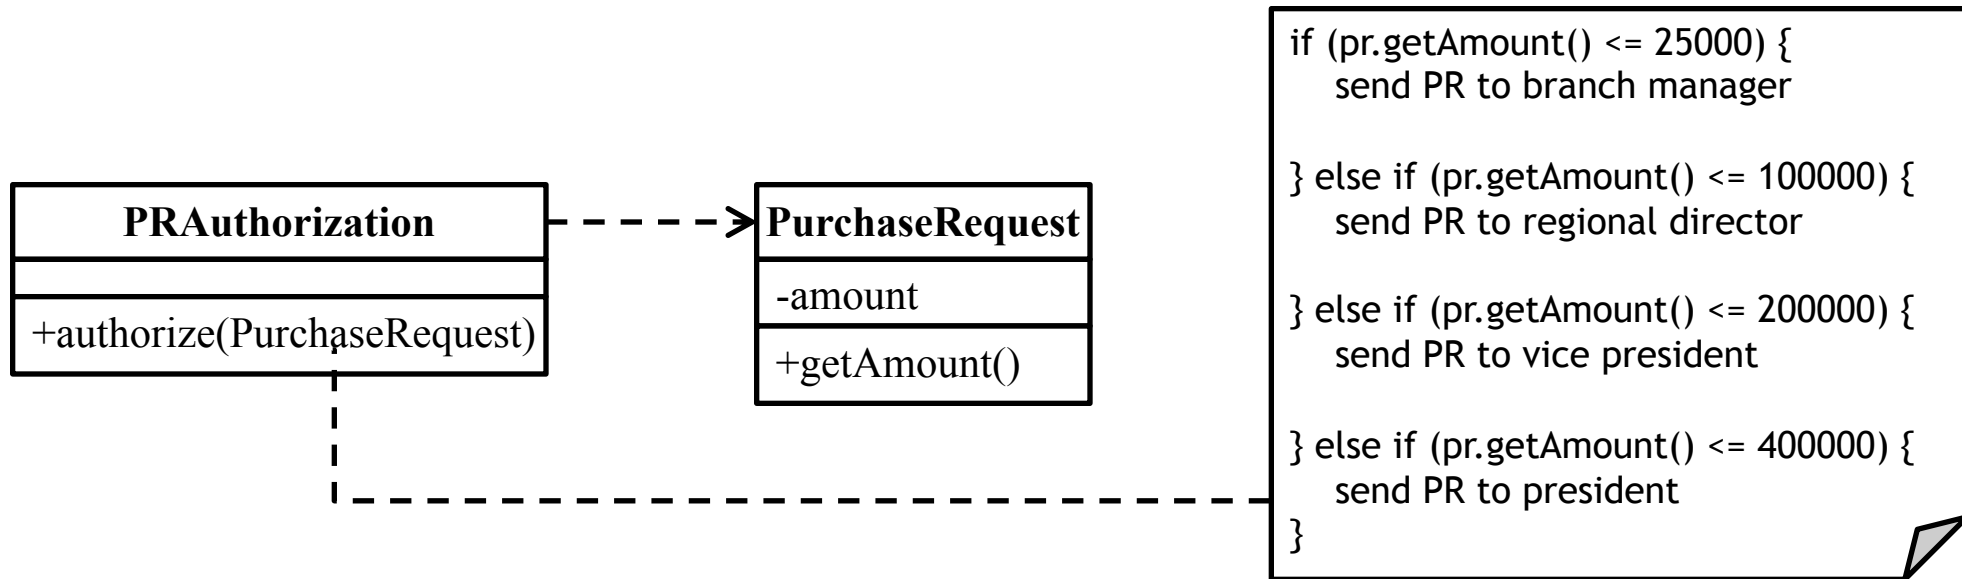 PRAuthorization
+authorize(PurchaseRequest)
PurchaseRequest
-amount
+getAmount()
if (pr.getAmount() <= 25000) {
send PR to branch manager
} else if (pr.getAmount() <= 100000) {
send PR to regional director
} else if (pr.getAmount() <= 200000) {
send PR to vice president
} else if (pr.getAmount() <= 400000) {
send PR to president
}